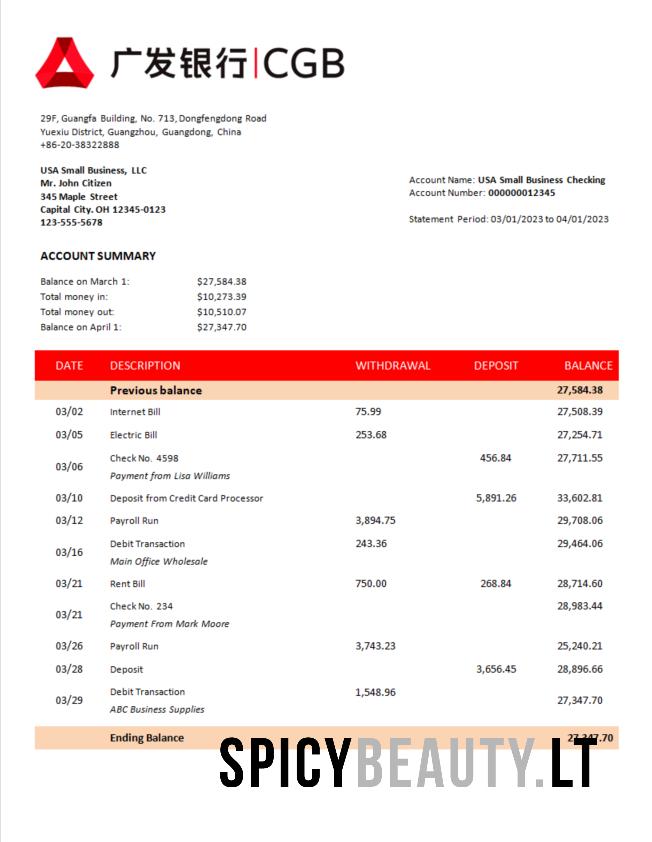 广发银行|CGB
29F, Guangfa Building, No. 713, Dongfengdong Road
Yuexiu District, Guangzhou, Guangdong, China
+86-20-38322888
USA Small Business, LLC
Mr. John Citizen
345 Maple Street
Capital City. OH 12345-0123
123-555-5678
Account Name: USA Small Business Checking
Account Number: 000000012345
Statement Period: 03/01/2023 to 04/01/2023
ACCOUNT SUMMARY
Balance on March 1: $27,584.38
Total money in: $10,273.39
Total money out: $10,510.07
Balance on April 1: $27,347.70
DATE DESCRIPTION WITHDRAWAL DEPOSIT BALANCE
Previous balance 27,584.38
03/02 Internet Bill 75.99 27,508.39
03/05 Electric Bill 253.68 27,254.71
03/06 Check No. 4598 456.84 27,711.55
Payment from Lisa Williams
03/10 Deposit from Credit Card Processor 5,891.26 33,602.81
03/12 Payroll Run 3,894.75 29,708.06
03/16 Debit Transaction 243.36 29,464.06
Main Office Wholesale
03/21 Rent Bill 750.00 268.84 28,714.60
03/21 Check No. 234 28,983.44
Payment From Mark Moore
03/26 Payroll Run 3,743.23 25,240.21
03/28 Deposit 3,656.45 28,896.66
03/29 Debit Transaction 1,548.96 27,347.70
ABC Business Supplies
Ending Balance 27,347.70
SPICYBEAUTY.LT